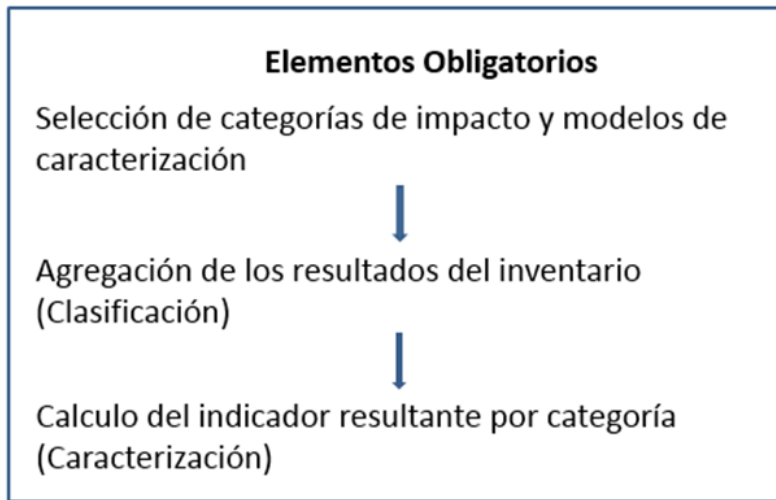 Elementos Obligatorios
Selección de categorías de impacto y modelos de
caracterización
Agregación de los resultados del inventario
(Clasificación)
Calculo del indicador resultante por categoría
(Caracterización)